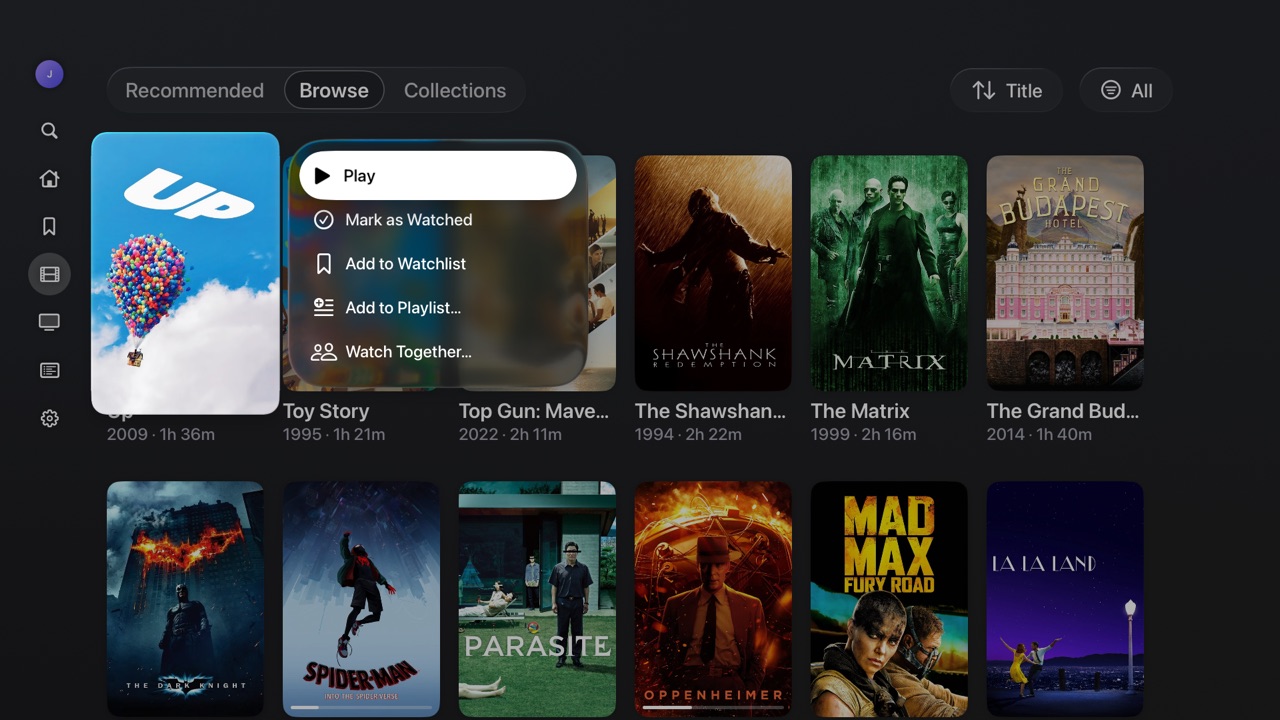 J
Recommended
Browse
Collections
Title
All
UP
Play
Mark as Watched
Add to Watchlist
Add to Playlist...
Watch Together...
THE
SHAWSHANK
REDEMPTION
THE
MATRIX
THE
GRAND
BUDAPEST
HOTEL
Up
2009 · 1h 36m
Toy Story
1995 · 1h 21m
Top Gun: Mave...
2022 · 2h 11m
The Shawshan...
1994 · 2h 22m
The Matrix
1999 · 2h 16m
The Grand Bud...
2014 · 1h 40m
THE DARK KNIGHT
SPIDER-MAN
INTO THE SPIDER-VERSE
PARASITE
OPPENHEIMER
MAD
MAX
FURY ROAD
LA LA LAND